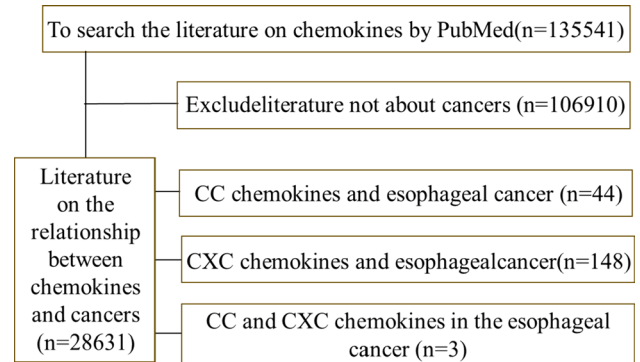 To search the literature on chemokines by PubMed(n=135541)
Excludeliterature not about cancers (n=106910)
Literature
on the
relationship
between
chemokines
and cancers
(n=28631)
CC chemokines and esophageal cancer (n=44)
CXC chemokines and esophagealcancer(n=148)
CC and CXC chemokines in the esophageal
cancer (n=3)